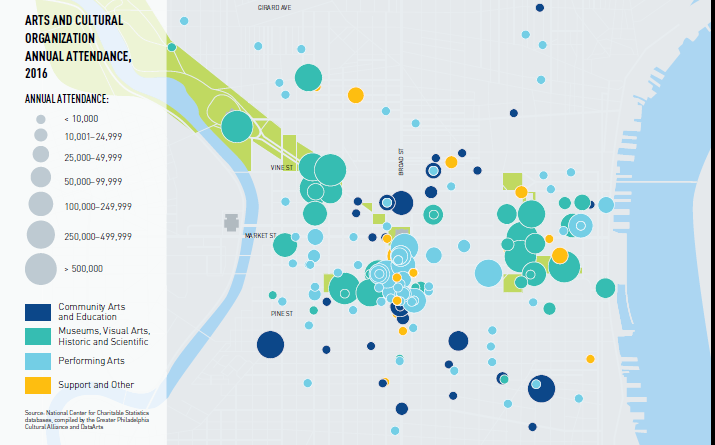 ARTS AND CULTURAL
ORGANIZATION
ANNUAL ATTENDANCE,
2016
ANNUAL ATTENDANCE:
< 10,000
10,001–24,999
25,000–49,999
50,000–99,999
100,000–249,999
250,000–499,999
> 500,000
Community Arts
and Education
Museums, Visual Arts,
Historic and Scientific
Performing Arts
Support and Other
Source: National Center for Charitable Statistics
databases, compiled by the Greater Philadelphia
Cultural Alliance and DataArts
GIRARD AVE
BROAD ST
VINE ST
MARKET ST
PINE ST